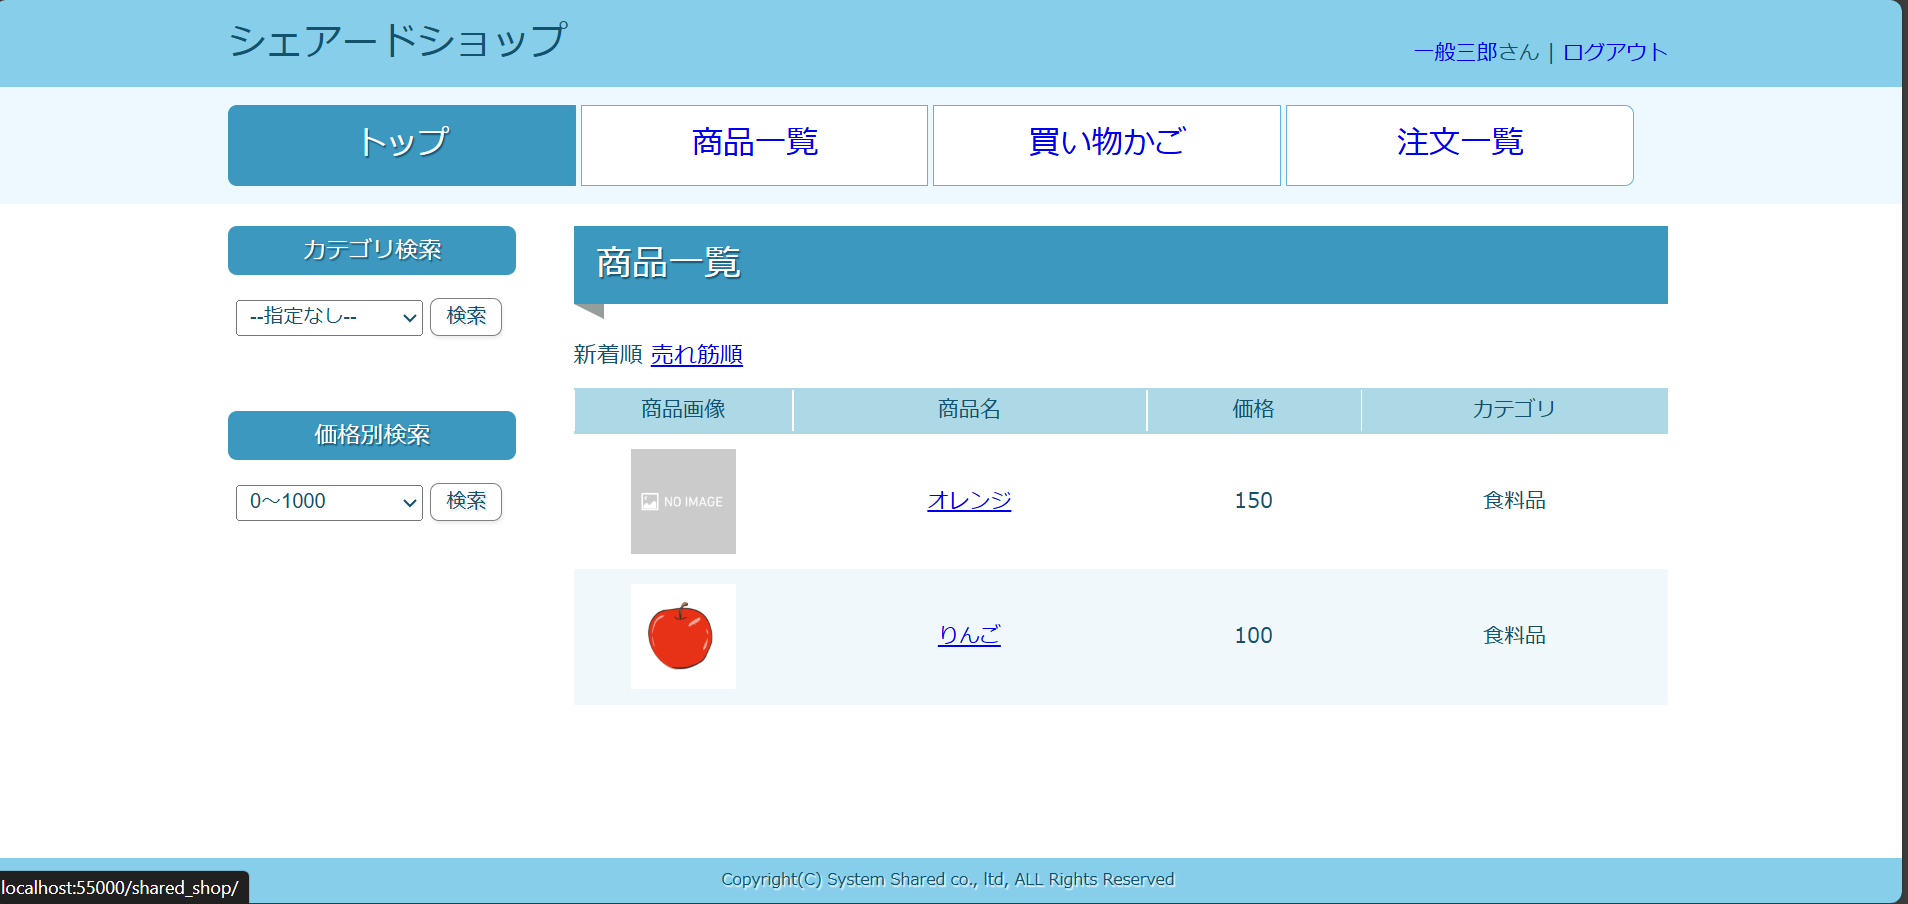 シェアードショップ
一般三郎さん | ログアウト
トップ
商品一覧
買い物かご
注文一覧
カテゴリ検索
--指定なし--
検索
価格別検索
0～1000
検索
商品一覧
新着順 売れ筋順
商品画像 商品名 価格 カテゴリ
NO IMAGE オレンジ 150 食料品
りんご 100 食料品
Copyright(C) System Shared co., ltd, ALL Rights Reserved
localhost:55000/shared_shop/